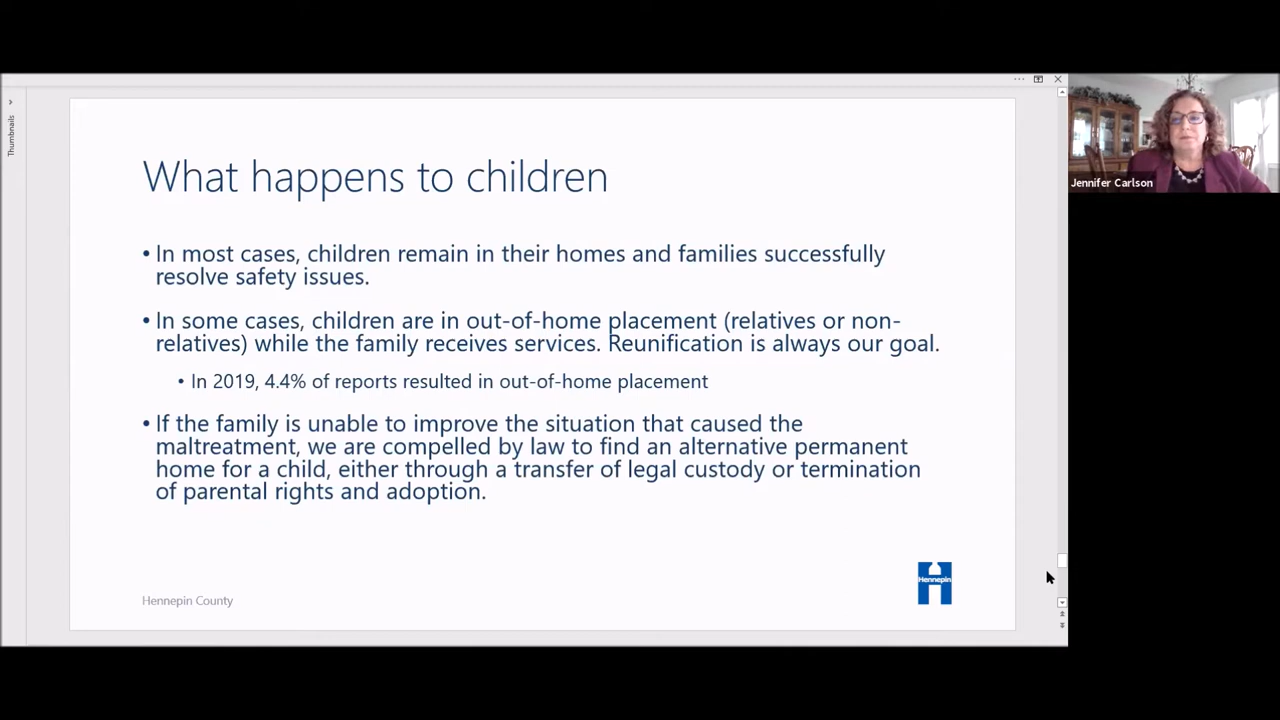 Thumbnails
What happens to children
• In most cases, children remain in their homes and families successfully
resolve safety issues.
• In some cases, children are in out-of-home placement (relatives or non-
relatives) while the family receives services. Reunification is always our goal.
• In 2019, 4.4% of reports resulted in out-of-home placement
• If the family is unable to improve the situation that caused the
maltreatment, we are compelled by law to find an alternative permanent
home for a child, either through a transfer of legal custody or termination
of parental rights and adoption.
Hennepin County
Hennepin
Jennifer Carlson